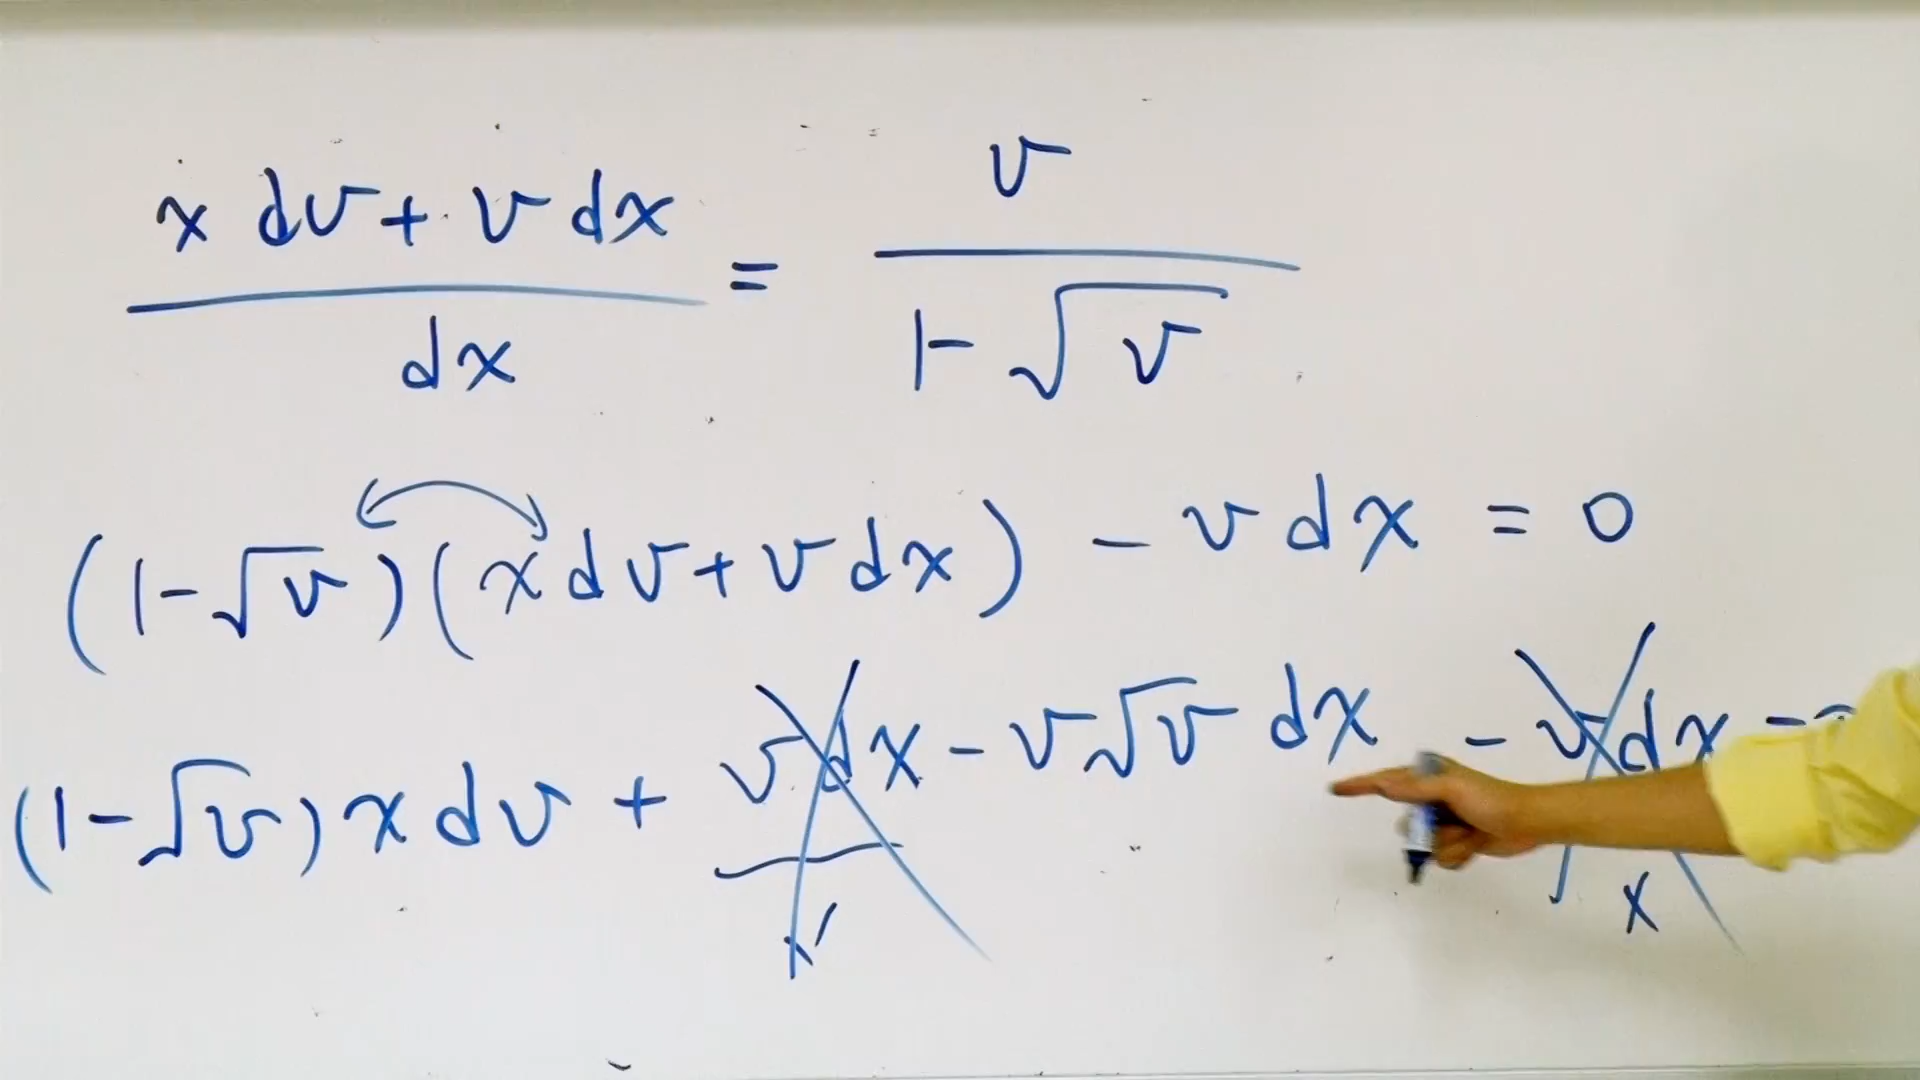 x dv + v dx
dx
=
v
1 - √v
(1 - √v)(x dv + v dx) - v dx = 0
(1 - √v) x dv + v dx - v√v dx - v dx =
x
x